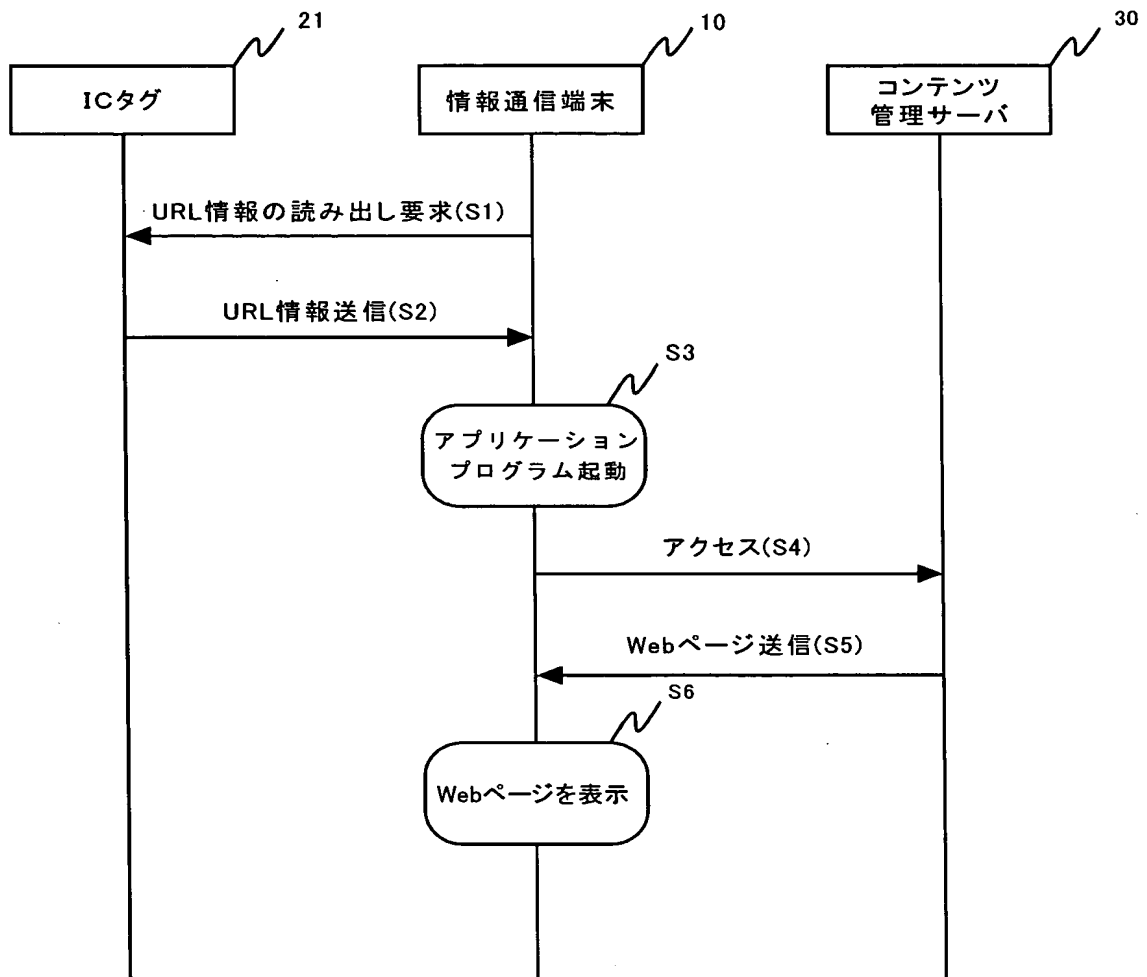 21
10
30
ICタグ
情報通信端末
コンテンツ
管理サーバ
URL情報の読み出し要求(S1)
URL情報送信(S2)
S3
アプリケーション
プログラム起動
アクセス(S4)
Webページ送信(S5)
S6
Webページを表示